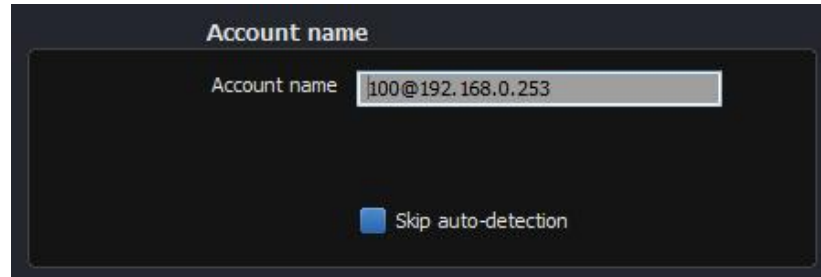 Account name
Account name 100@192.168.0.253
Skip auto-detection